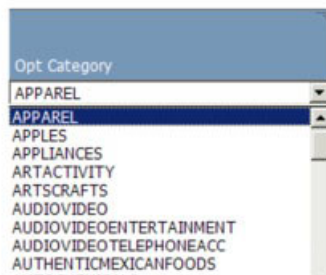 Opt Category
APPAREL
APPAREL
APPLES
APPLIANCES
ARTACTIVITY
ARTSCRAFTS
AUDIOVIDEO
AUDIOVIDEOENTERTAINMENT
AUDIOVIDEOTELEPHONEACC
AUTHENTICMEXICANFOODS